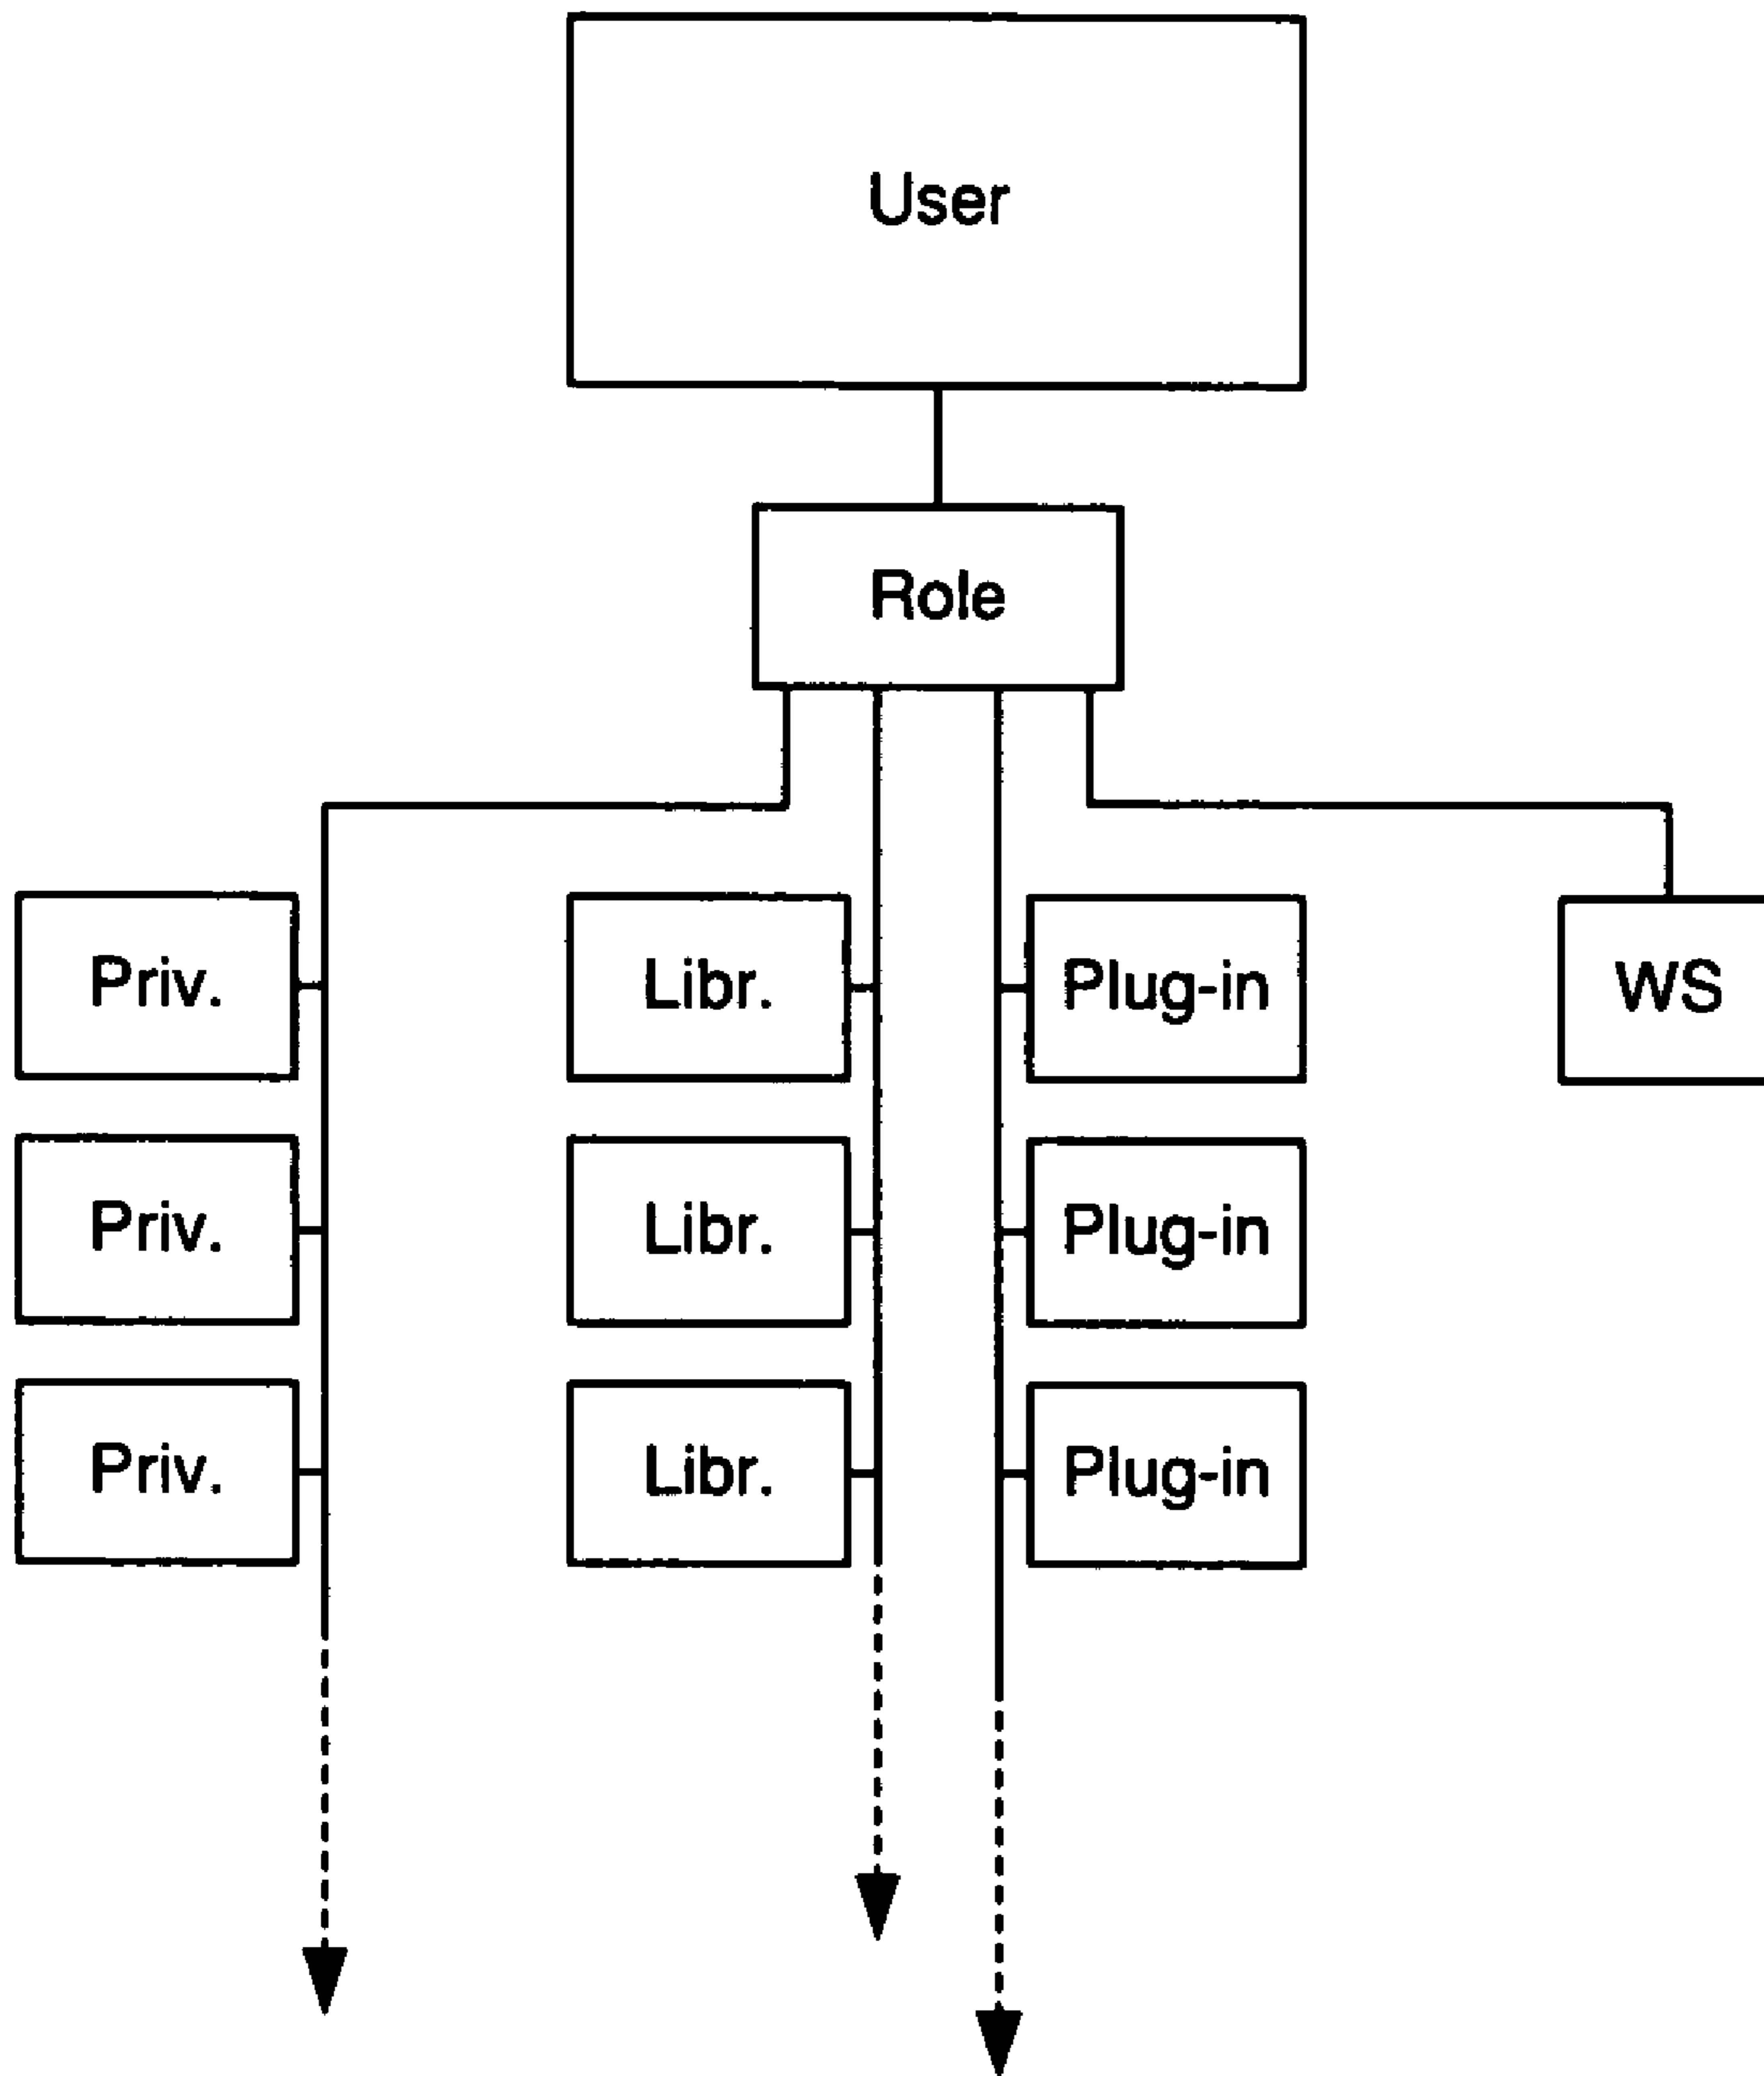 User
Role
Priv.
Libr.
Plug-in
WS
Priv.
Libr.
Plug-in
Priv.
Libr.
Plug-in